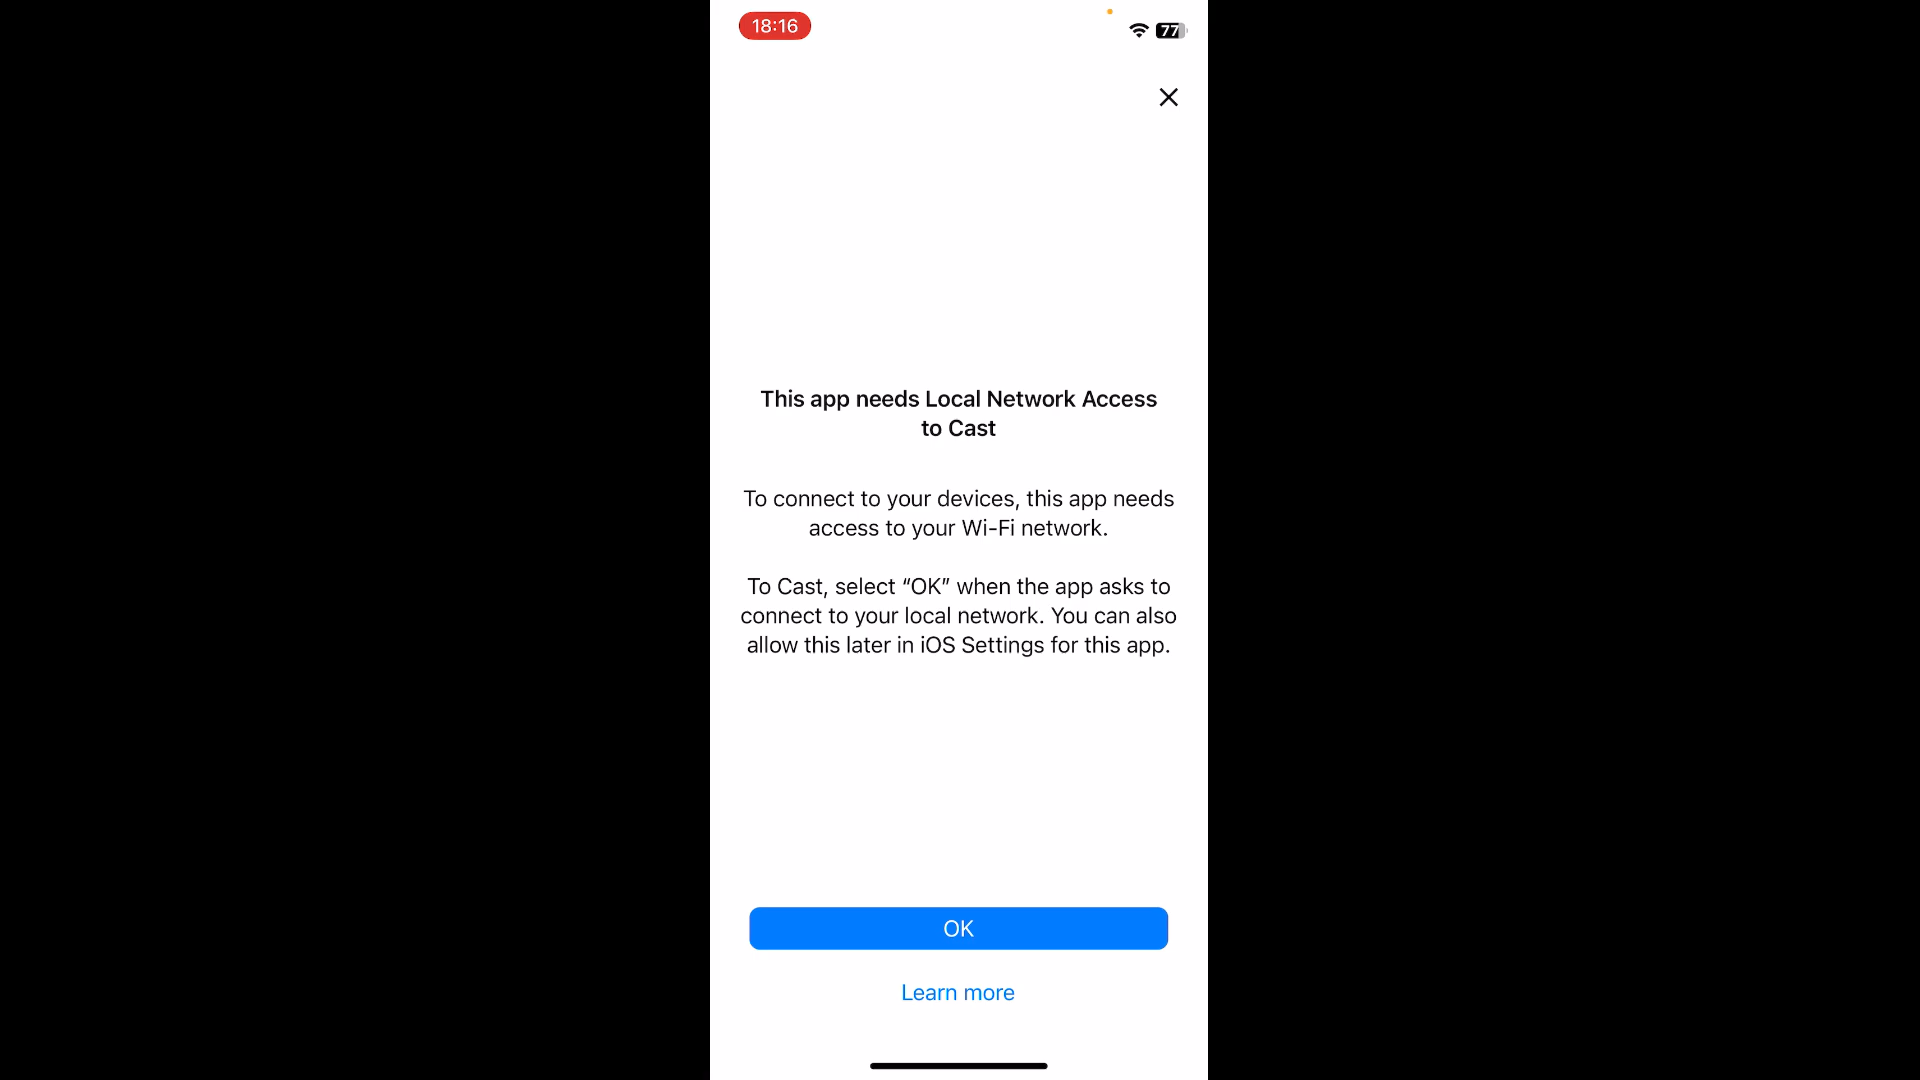 18:16
77
This app needs Local Network Access
to Cast
To connect to your devices, this app needs
access to your Wi-Fi network.
To Cast, select “OK” when the app asks to
connect to your local network. You can also
allow this later in iOS Settings for this app.
OK
Learn more